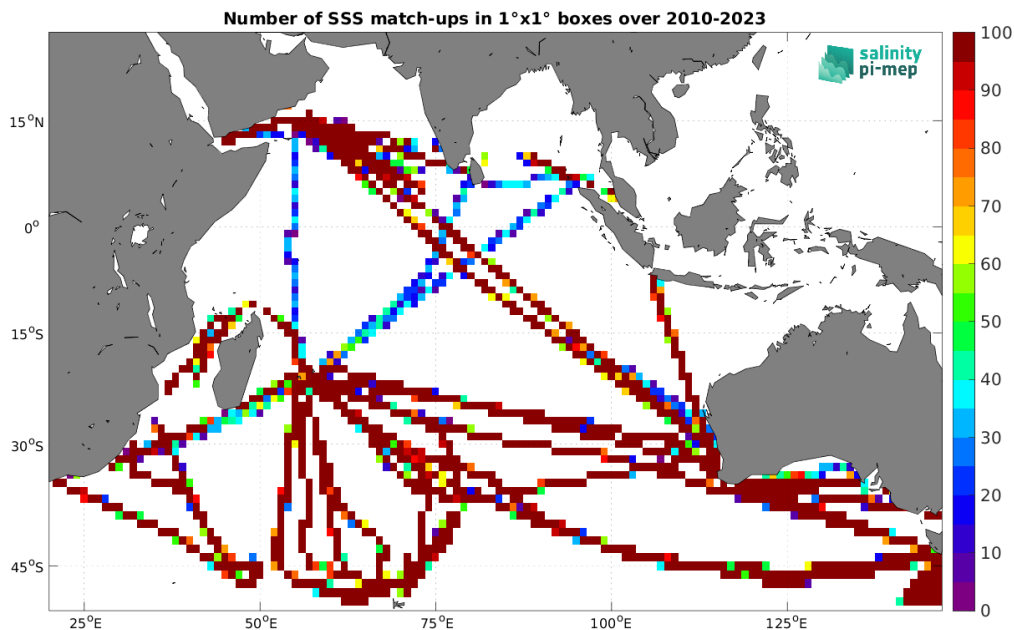 Number of SSS match-ups in 1°x1° boxes over 2010-2023
salinity
pi-mep
15°N
0°
15°S
30°S
45°S
25°E
50°E
75°E
100°E
125°E
100
90
80
70
60
50
40
30
20
10
0